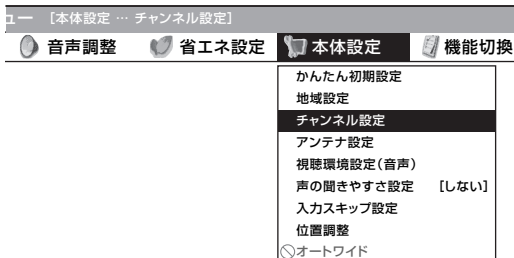 ュー [本体設定 … チャンネル設定]
音声調整 省エネ設定 本体設定 機能切換
かんたん初期設定
地域設定
チャンネル設定
アンテナ設定
視聴環境設定(音声)
声の聞きやすさ設定 [しない]
入力スキップ設定
位置調整
オートワイド